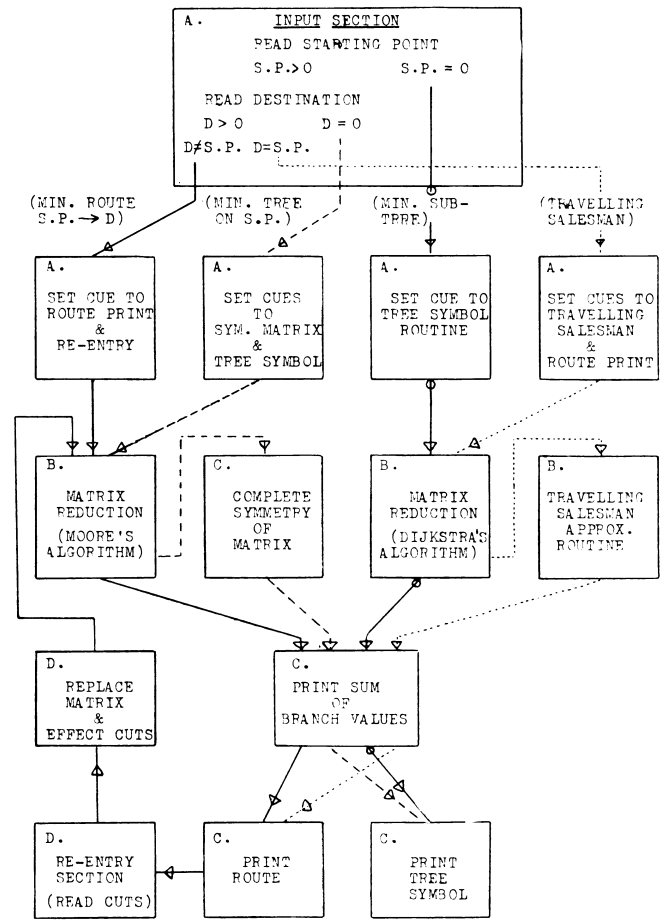 A. INPUT SECTION
READ STARTING POINT
S.P.>0 S.P.=0
READ DESTINATION
D>0 D=0
D≠S.P. D=S.P.
(MIN. ROUTE
S.P.→D)
(MIN. TREE
ON S.P.)
(MIN. SUB-
TRRE)
(TRAVELLING
SALESMAN)
A.
SET CUE TO
ROUTE PRINT
&
RE-ENTRY
A.
SET CUES
TO
SYM. MATRIX
&
TREE SYMBOL
A.
SET CUE TO
TREE SYMBOL
ROUTINE
A.
SET CUES TO
TRAVELLING
SALESMAN
&
ROUTE PRINT
B.
MATRIX
REDUCTION
(MOORE'S
ALGORITHM)
C.
COMPLETE
SYMMETRY
OF
MATRIX
B.
MATRIX
REDUCTION
(DIJKSTRA'S
ALGORITHM)
B.
TRAVELLING
SALESMAN
APPROX.
ROUTINE
D.
REPLACE
MATRIX
&
EFFECT CUTS
C.
PRINT SUM
OF
BRANCH VALUES
D.
RE-ENTRY
SECTION
(READ CUTS)
C.
PRINT
ROUTE
C.
PRINT
TREE
SYMBOL